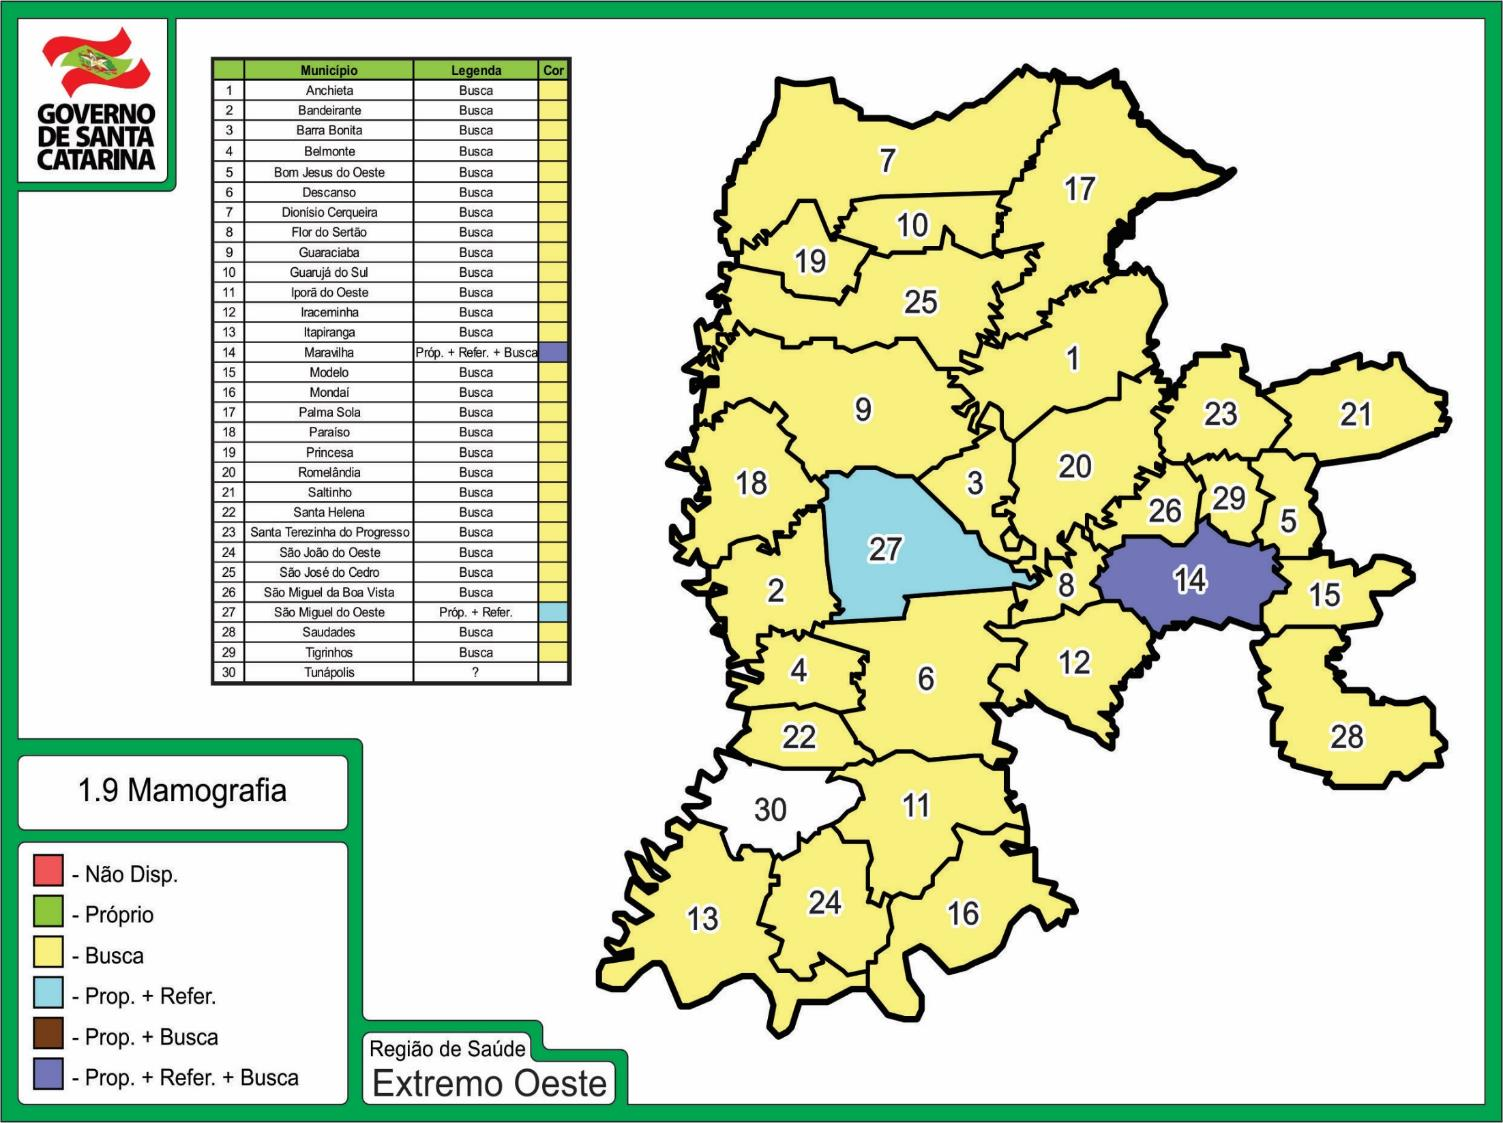 GOVERNO
DE SANTA
CATARINA
Município Legenda Cor
1 Anchieta Busca
2 Bandeirante Busca
3 Barra Bonita Busca
4 Belmonte Busca
5 Bom Jesus do Oeste Busca
6 Descanso Busca
7 Dionísio Cerqueira Busca
8 Flor do Sertão Busca
9 Guaraciaba Busca
10 Guarujá do Sul Busca
11 Iporã do Oeste Busca
12 Iraceminha Busca
13 Itapiranga Busca
14 Maravilha Próp. + Refer. + Busca
15 Modelo Busca
16 Mondaí Busca
17 Palma Sola Busca
18 Paraíso Busca
19 Princesa Busca
20 Romelândia Busca
21 Saltinho Busca
22 Santa Helena Busca
23 Santa Terezinha do Progresso Busca
24 São João do Oeste Busca
25 São José do Cedro Busca
26 São Miguel da Boa Vista Busca
27 São Miguel do Oeste Próp. + Refer.
28 Saudades Busca
29 Tigrinhos Busca
30 Tunápolis ?
7
17
10
19
25
1
9
23
21
18
3
20
26
29
5
27
2
8
14
15
4
6
12
22
28
30
11
13
24
16
1.9 Mamografia
- Não Disp.
- Próprio
- Busca
- Prop. + Refer.
- Prop. + Busca
- Prop. + Refer. + Busca
Região de Saúde
Extremo Oeste